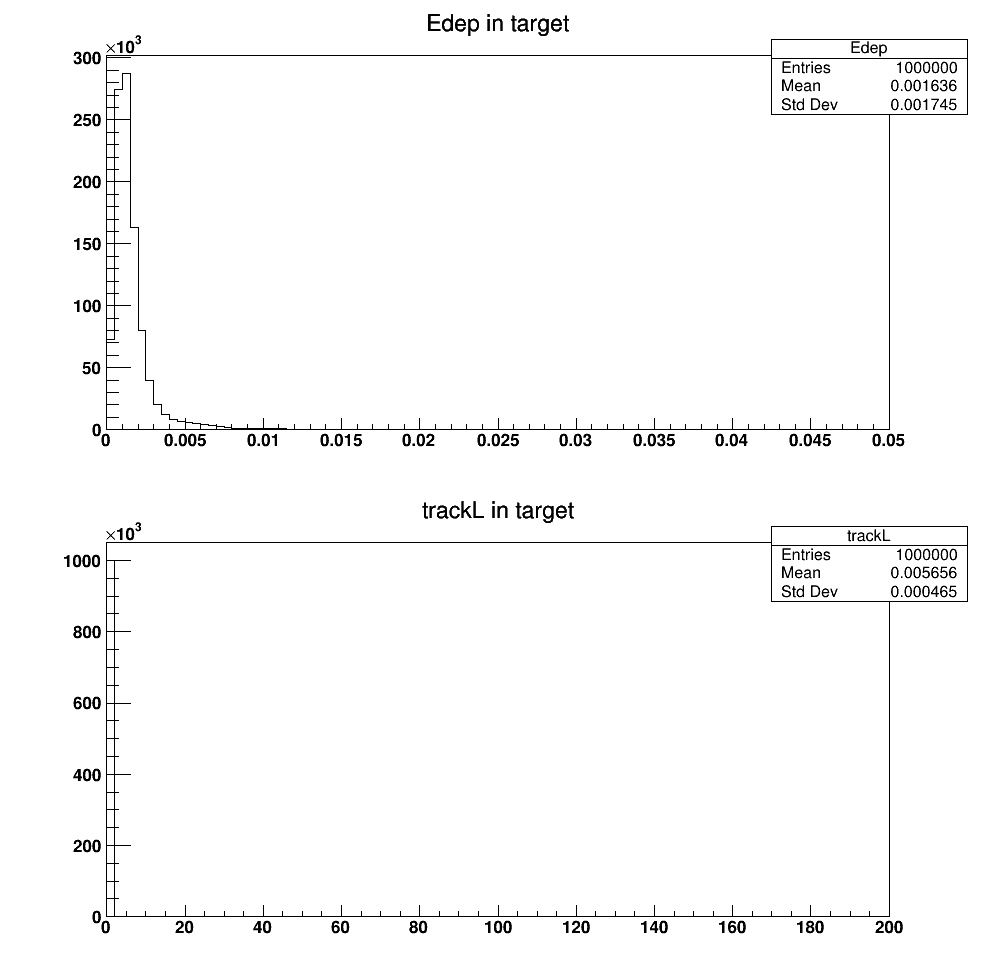 Edep in target
×10³
Edep
Entries 1000000
Mean 0.001636
Std Dev 0.001745
300
250
200
150
100
50
0
0 0.005 0.01 0.015 0.02 0.025 0.03 0.035 0.04 0.045 0.05
trackL in target
×10³
trackL
Entries 1000000
Mean 0.005656
Std Dev 0.000465
1000
800
600
400
200
0
0 20 40 60 80 100 120 140 160 180 200